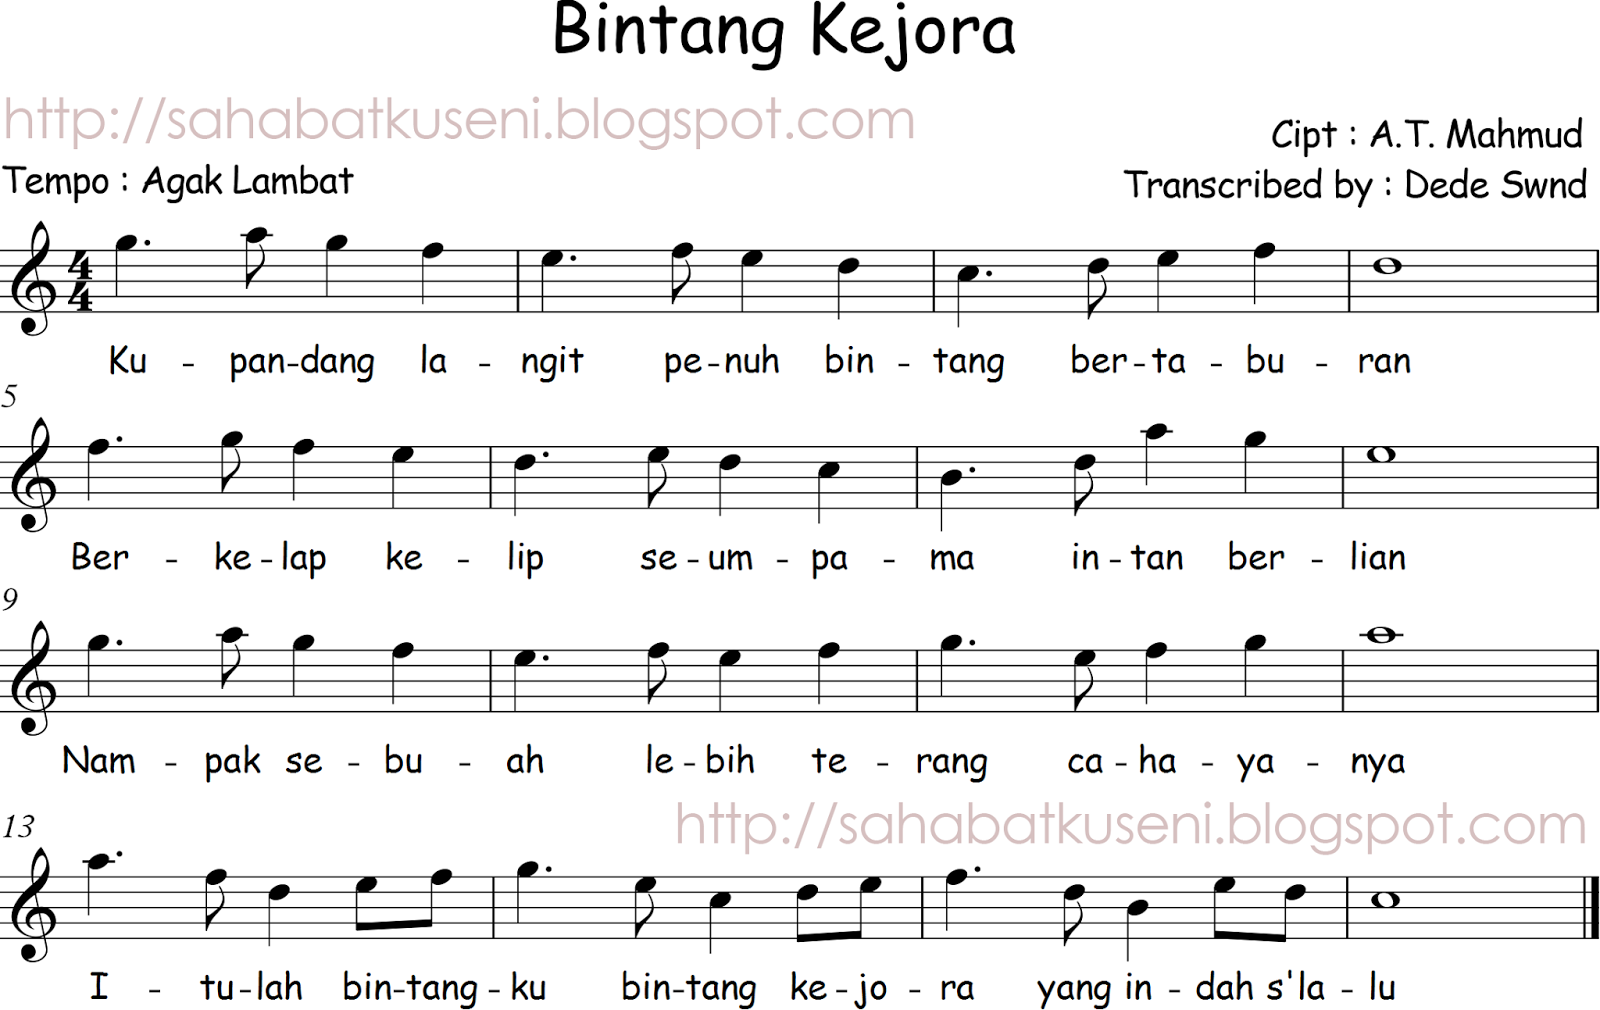 Bintang Kejora
http://sahabatkuseni.blogspot.com
Cipt : A.T. Mahmud
Tempo : Agak Lambat
Transcribed by : Dede Swnd
4
4
Ku - pan-dang la - ngit pe-nuh bin - tang ber-ta - bu - ran
5
Ber - ke-lap ke - lip se-um - pa - ma in-tan ber - lian
9
Nam - pak se - bu - ah le-bih te - rang ca-ha - ya - nya
http://sahabatkuseni.blogspot.com
13
I - tu-lah bin-tang-ku bin-tang ke-jo - ra yang in - dah s'la - lu